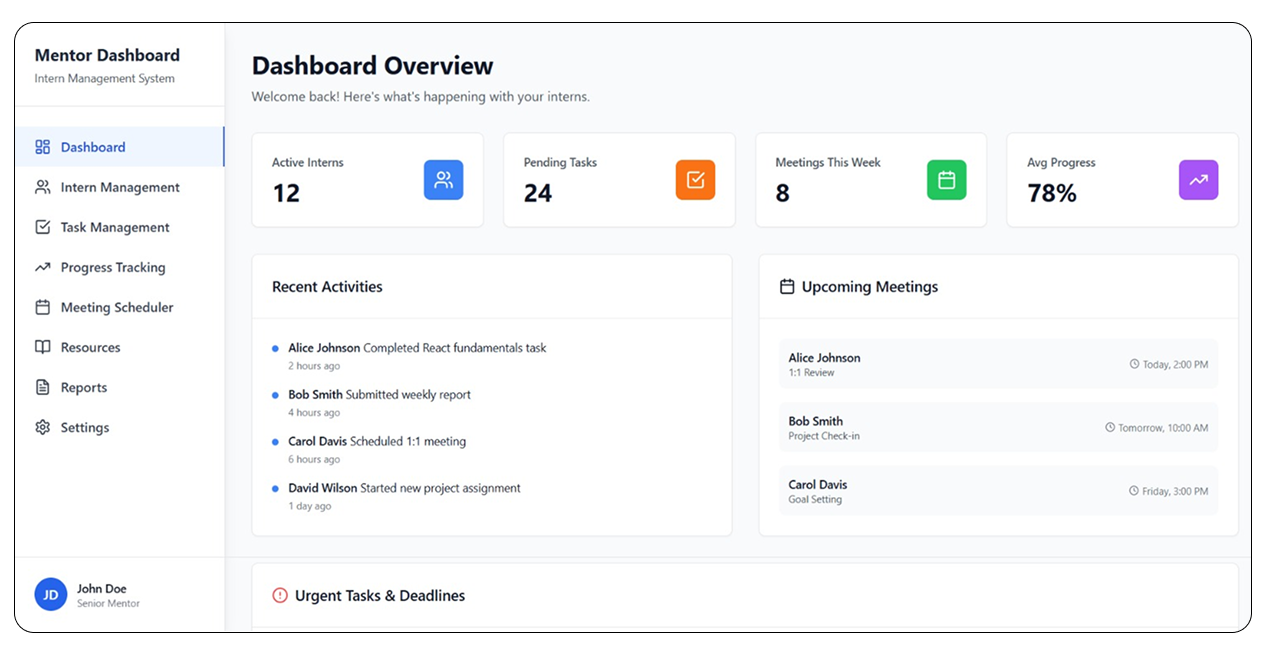 Mentor Dashboard
Intern Management System
Dashboard
Intern Management
Task Management
Progress Tracking
Meeting Scheduler
Resources
Reports
Settings
JD
John Doe
Senior Mentor
Dashboard Overview
Welcome back! Here's what's happening with your interns.
Active Interns
12
Pending Tasks
24
Meetings This Week
8
Avg Progress
78%
Recent Activities
Alice Johnson Completed React fundamentals task
2 hours ago
Bob Smith Submitted weekly report
4 hours ago
Carol Davis Scheduled 1:1 meeting
6 hours ago
David Wilson Started new project assignment
1 day ago
Upcoming Meetings
Alice Johnson
1:1 Review
Today, 2:00 PM
Bob Smith
Project Check-in
Tomorrow, 10:00 AM
Carol Davis
Goal Setting
Friday, 3:00 PM
Urgent Tasks & Deadlines